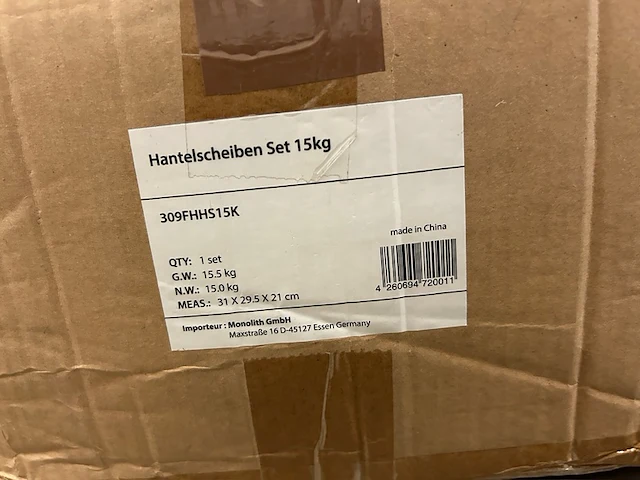 Hantelscheiben Set 15kg
309FHHS15K
made in China
QTY: 1 set
G.W.: 15.5 kg
N.W.: 15.0 kg
MEAS.: 31 X 29.5 X 21 cm
4 260694 720011
Importeur : Monolith GmbH
Maxstraße 16 D-45127 Essen Germany